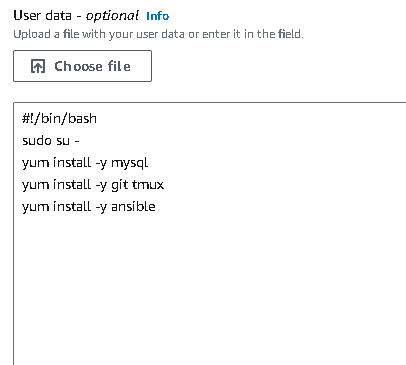 User data - optional Info
Upload a file with your user data or enter it in the field.
Choose file
#!/bin/bash
sudo su -
yum install -y mysql
yum install -y git tmux
yum install -y ansible